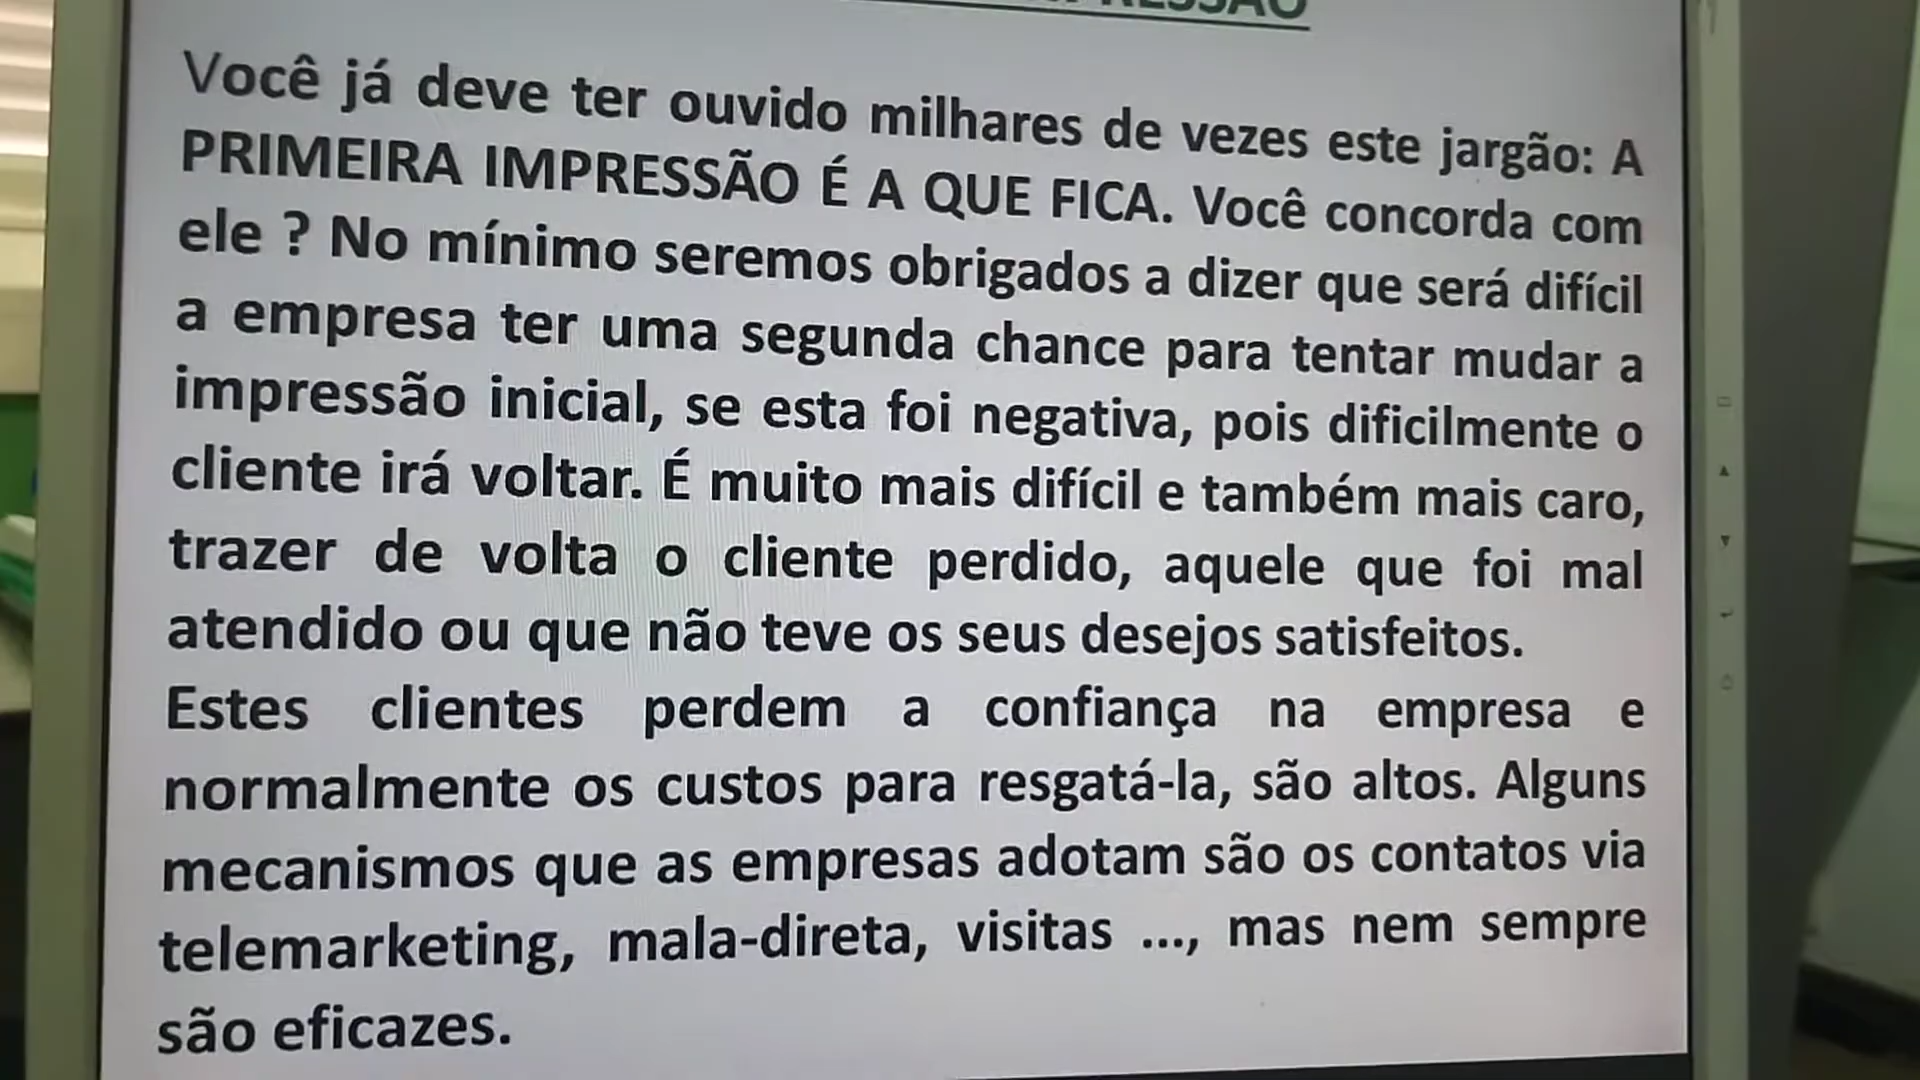 Você já deve ter ouvido milhares de vezes este jargão: A
PRIMEIRA IMPRESSÃO É A QUE FICA. Você concorda com
ele ? No mínimo seremos obrigados a dizer que será difícil
a empresa ter uma segunda chance para tentar mudar a
impressão inicial, se esta foi negativa, pois dificilmente o
cliente irá voltar. É muito mais difícil e também mais caro,
trazer de volta o cliente perdido, aquele que foi mal
atendido ou que não teve os seus desejos satisfeitos.
Estes clientes perdem a confiança na empresa e
normalmente os custos para resgatá-la, são altos. Alguns
mecanismos que as empresas adotam são os contatos via
telemarketing, mala-direta, visitas ..., mas nem sempre
são eficazes.